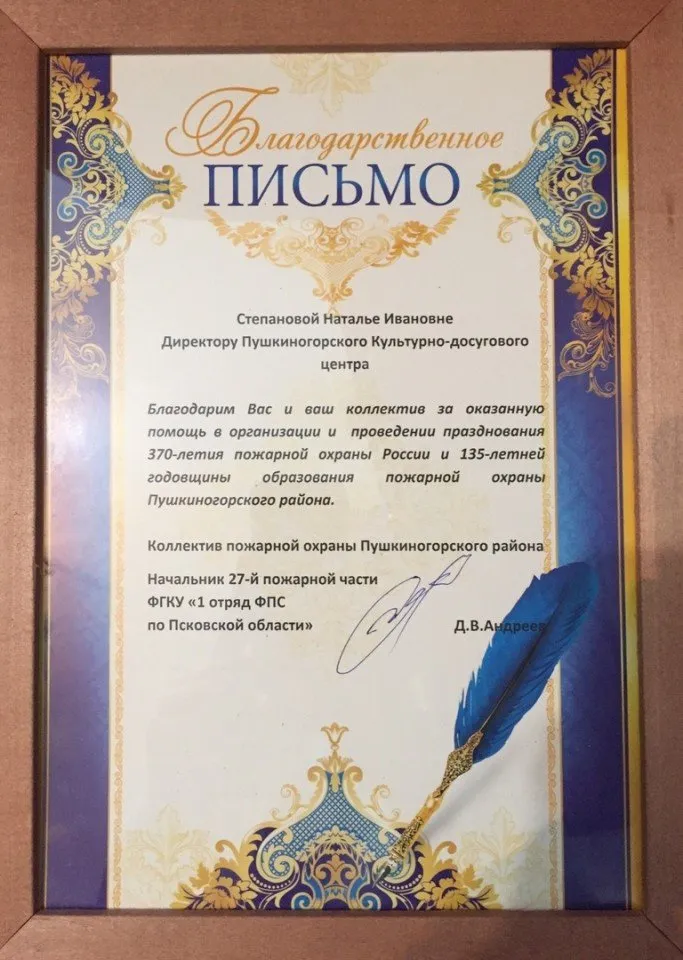 Благодарственное
ПИСЬМО
Степановой Наталье Ивановне
Директору Пушкиногорского Культурно-досугового
центра
Благодарим Вас и ваш коллектив за оказанную
помощь в организации и проведении празднования
370-летия пожарной охраны России и 135-летней
годовщины образования пожарной охраны
Пушкиногорского района.
Коллектив пожарной охраны Пушкиногорского района
Начальник 27-й пожарной части
ФГКУ «1 отряд ФПС
по Псковской области» Д.В.Андреев